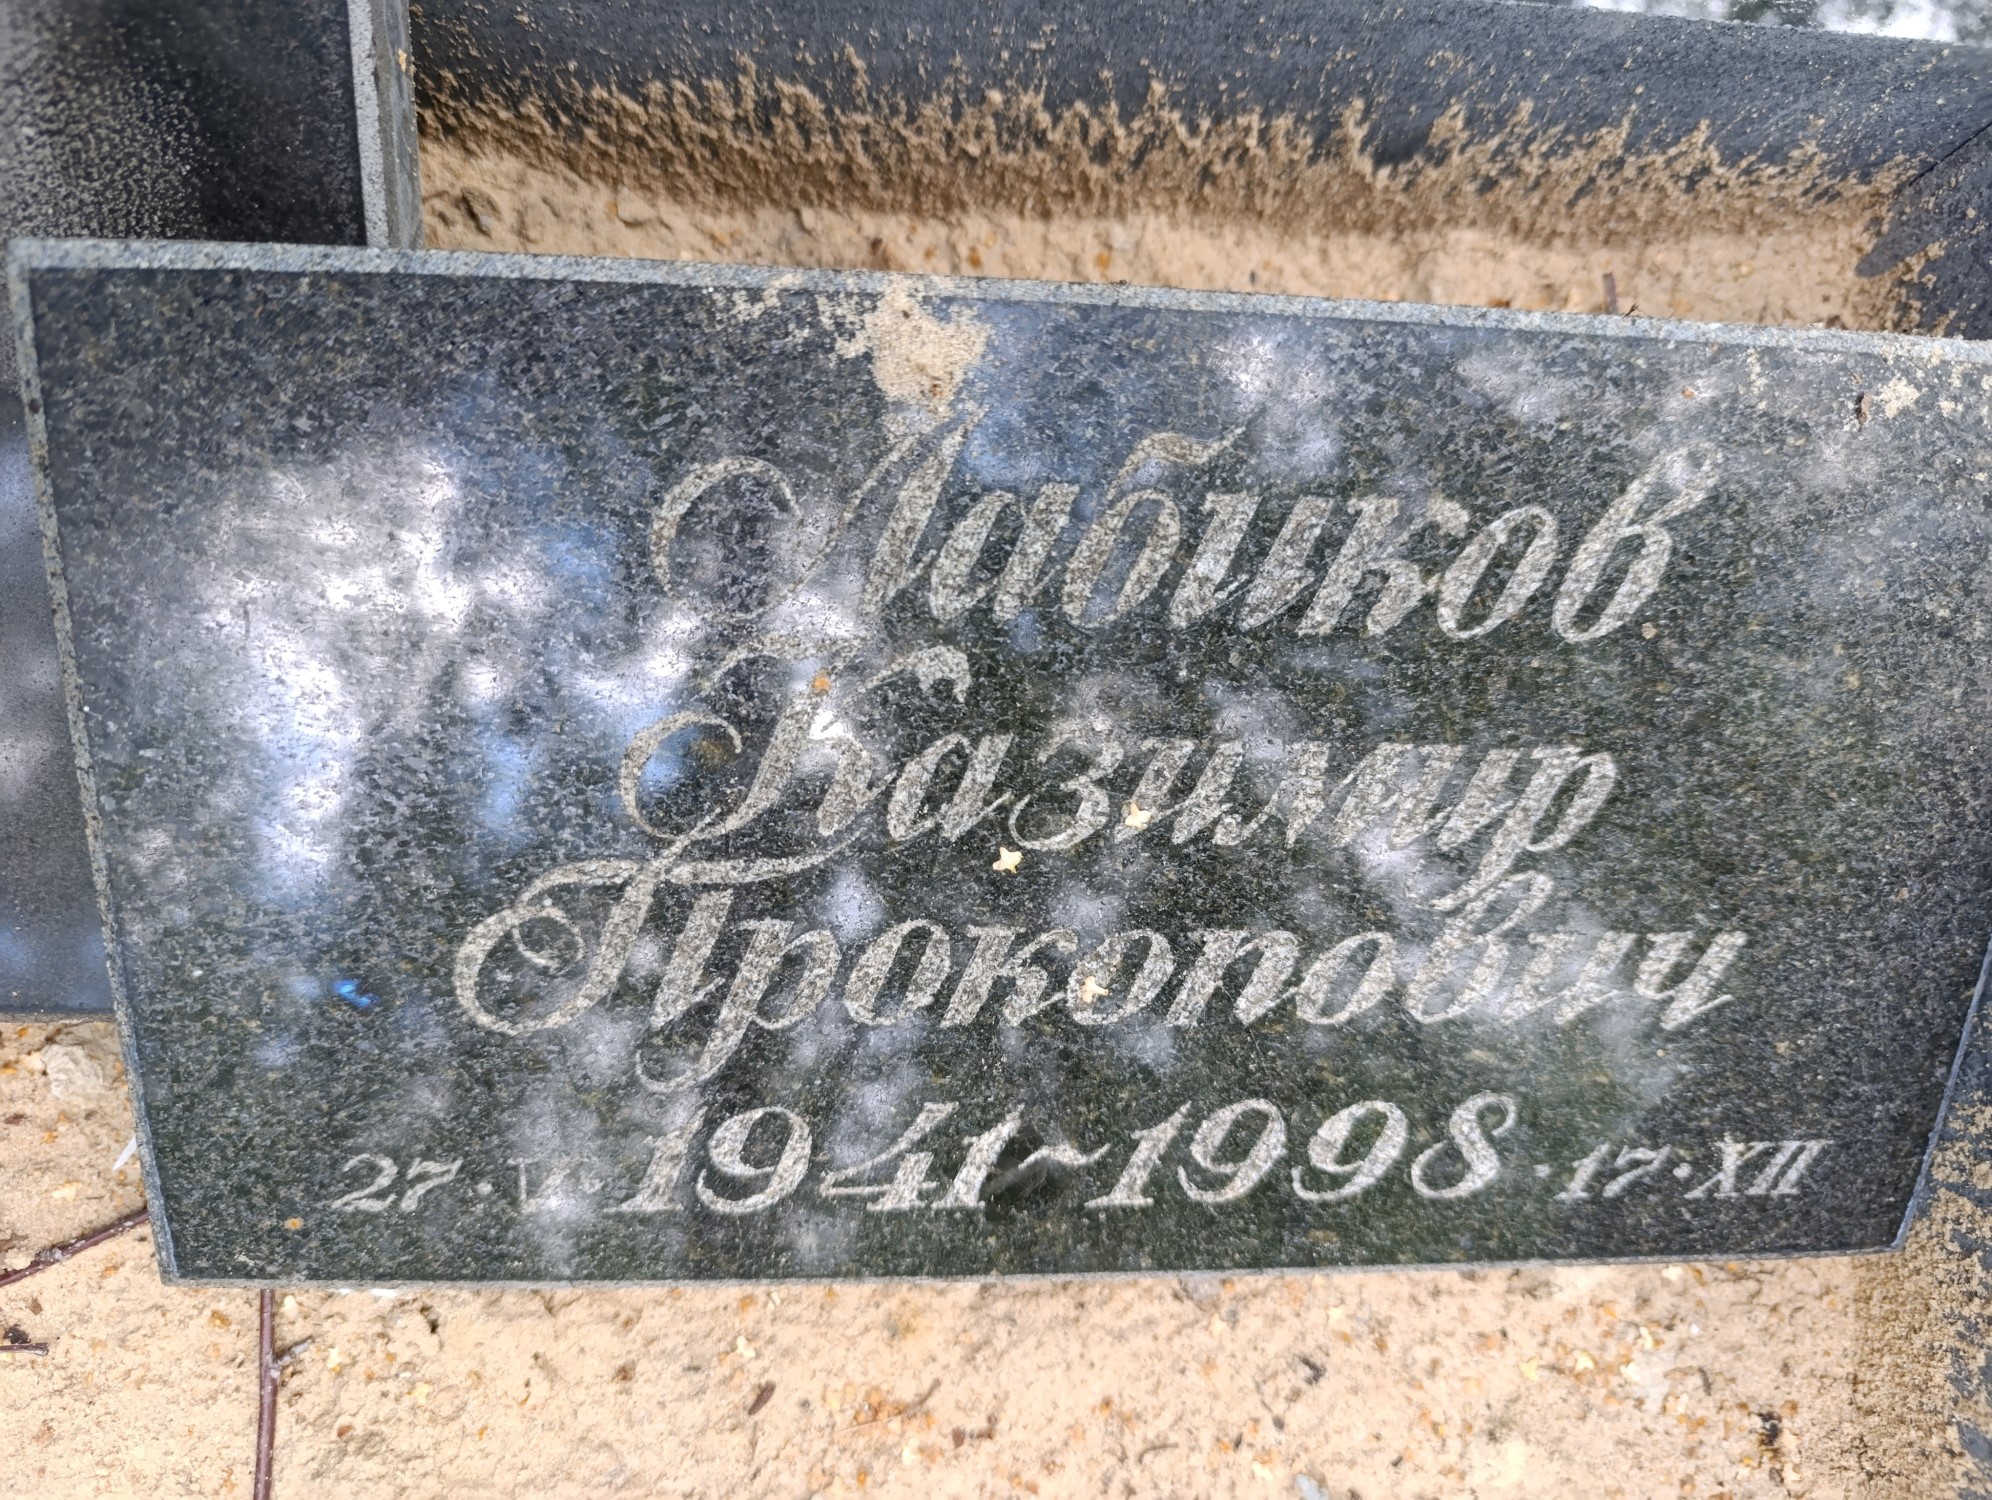 Лабиков
Казимир
Прокопович
27. 1941~1998. 17.XII